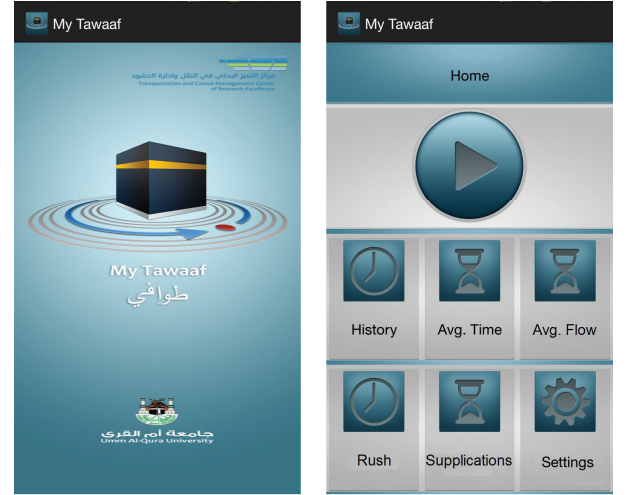 My Tawaaf
مركز التميز البحثي في النقل وإدارة الحشود
Transportation and Crowd Management Center
of Research Excellence
My Tawaaf
طوافي
جامعة أم القرى
Umm Al-Qura University
My Tawaaf
Home
History
Avg. Time
Avg. Flow
Rush
Supplications
Settings